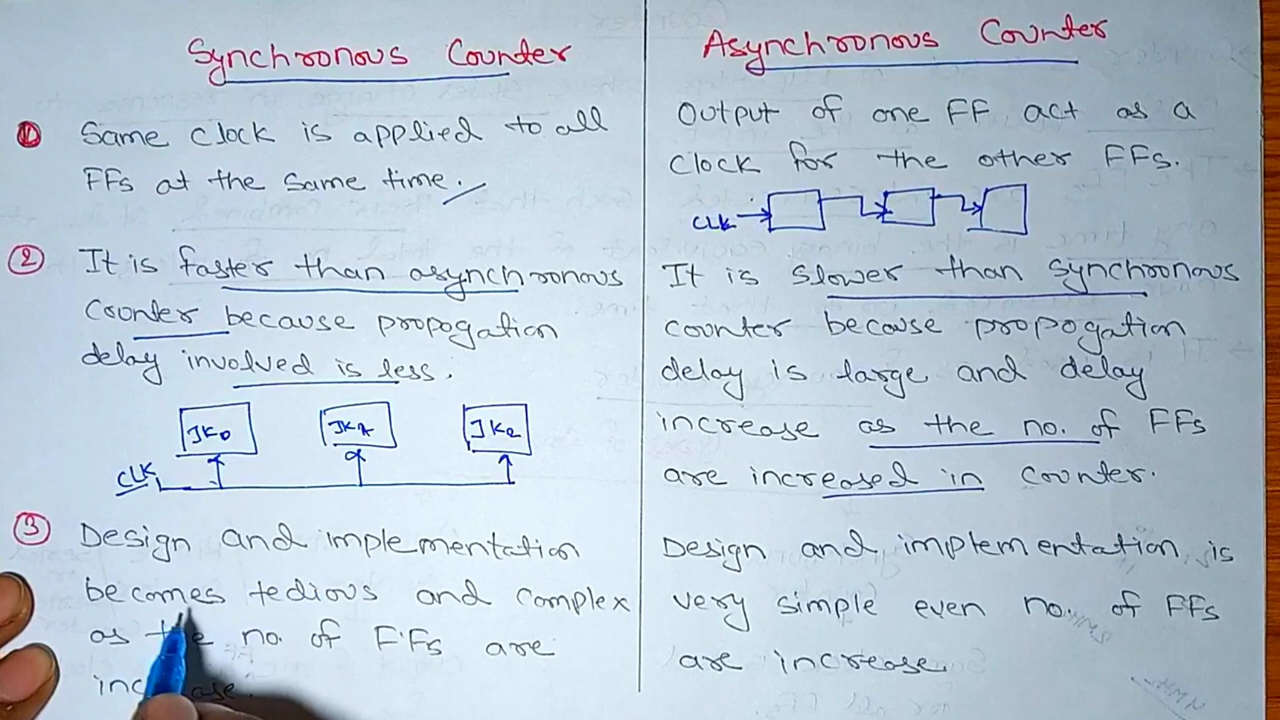 Synchronous Counter
① Same clock is applied to all
FFs at the same time.
② It is faster than asynchronous
Counter because propogation
delay involved is less.
JK0 JK1 JK2
CLK
③ Design and implementation
becomes tedious and complex
as the no. of FFs are
increase.
Asynchronous Counter
Output of one FF act as a
clock for the other FFs.
CLK
It is slower than synchronous
counter because propogation
delay is large and delay
increase as the no. of FFs
are increased in counter.
Design and implementation is
very simple even no. of FFs
are increase.